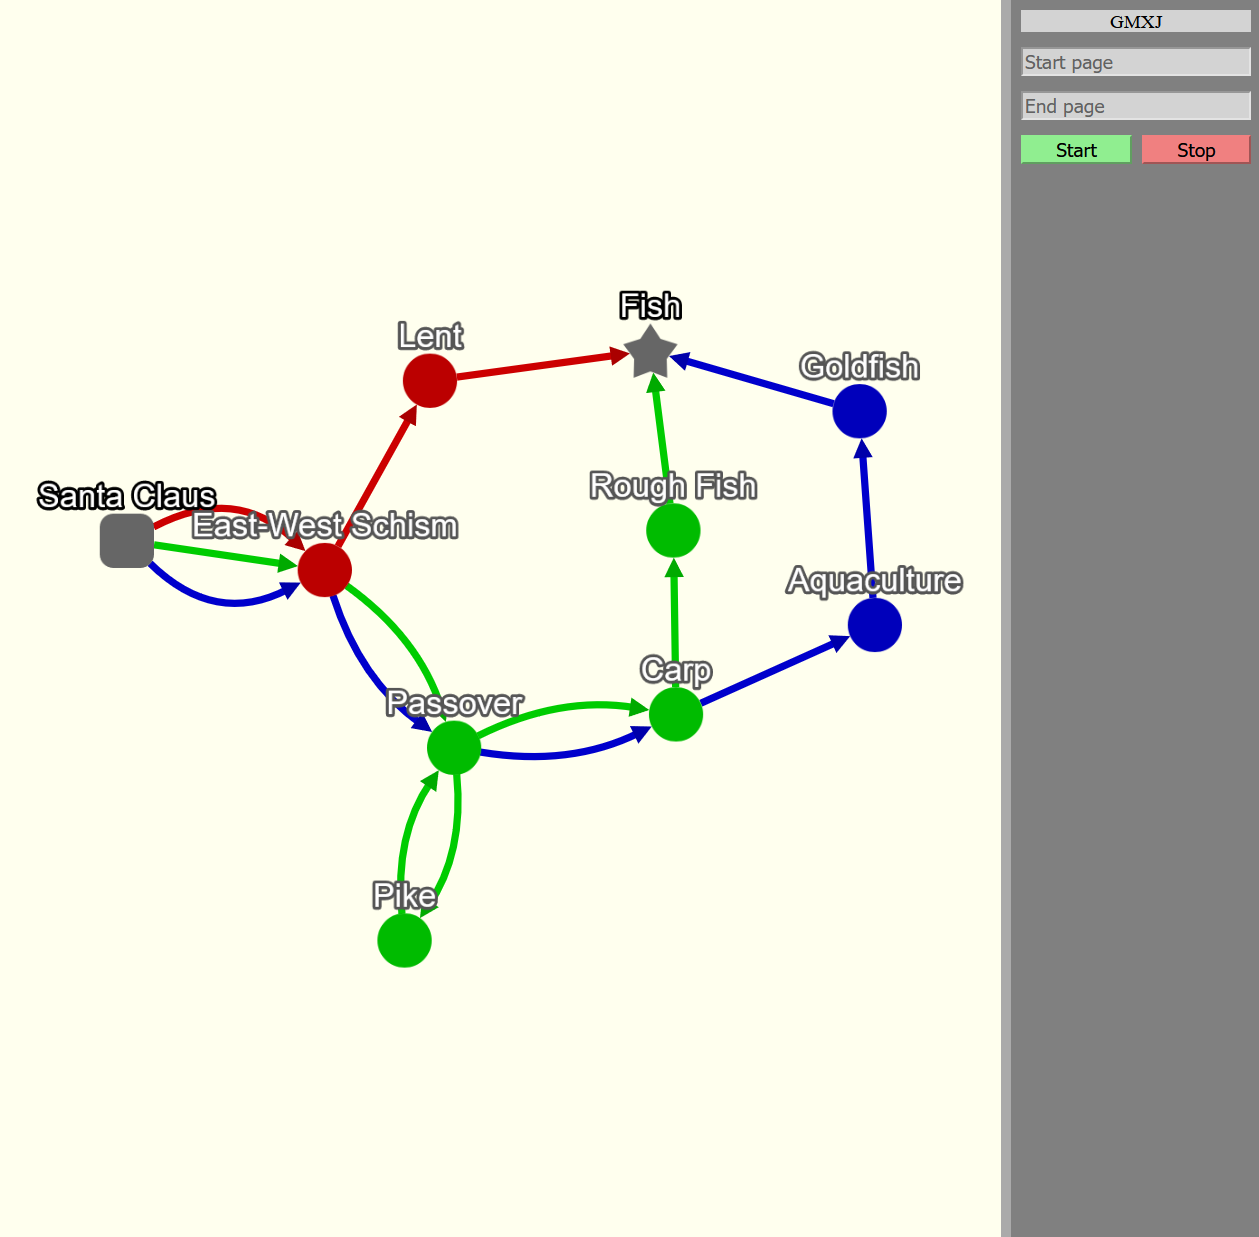 GMXJ
Start page
End page
Start
Stop
Fish
Lent
Goldfish
Rough Fish
Santa Claus
East-West Schism
Aquaculture
Carp
Passover
Pike